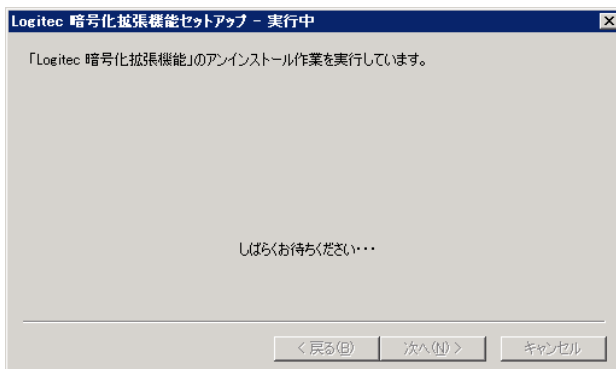 Logitec 暗号化拡張機能セットアップ - 実行中
「Logitec 暗号化拡張機能」のアンインストール作業を実行しています。
しばらくお待ちください・・・
< 戻る(B)
次へ(N) >
キャンセル